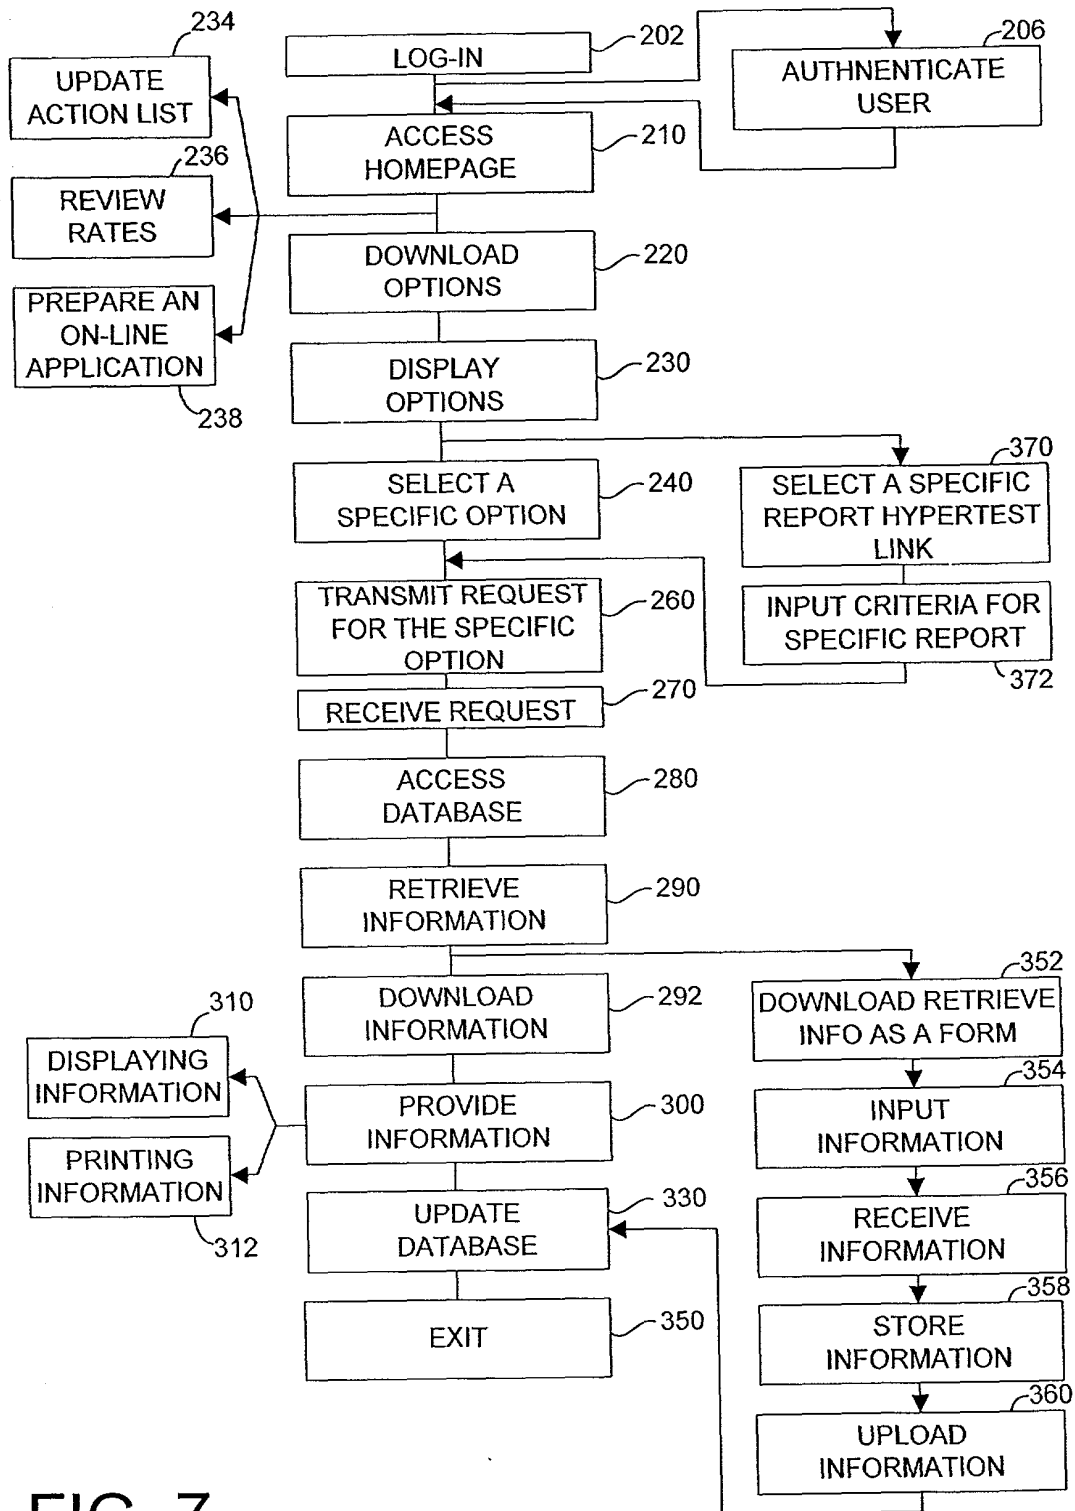 234
UPDATE
ACTION LIST
236
REVIEW
RATES
PREPARE AN
ON-LINE
APPLICATION
238
LOG-IN
202
AUTHNENTICATE
USER
206
ACCESS
HOMEPAGE
210
DOWNLOAD
OPTIONS
220
DISPLAY
OPTIONS
230
SELECT A
SPECIFIC OPTION
240
370
SELECT A SPECIFIC
REPORT HYPERTEST
LINK
INPUT CRITERIA FOR
SPECIFIC REPORT
372
TRANSMIT REQUEST
FOR THE SPECIFIC
OPTION
260
RECEIVE REQUEST
270
ACCESS
DATABASE
280
RETRIEVE
INFORMATION
290
DOWNLOAD
INFORMATION
292
310
DISPLAYING
INFORMATION
PRINTING
INFORMATION
312
PROVIDE
INFORMATION
300
UPDATE
DATABASE
330
EXIT
350
352
DOWNLOAD RETRIEVE
INFO AS A FORM
354
INPUT
INFORMATION
356
RECEIVE
INFORMATION
358
STORE
INFORMATION
360
UPLOAD
INFORMATION
FIG. 7